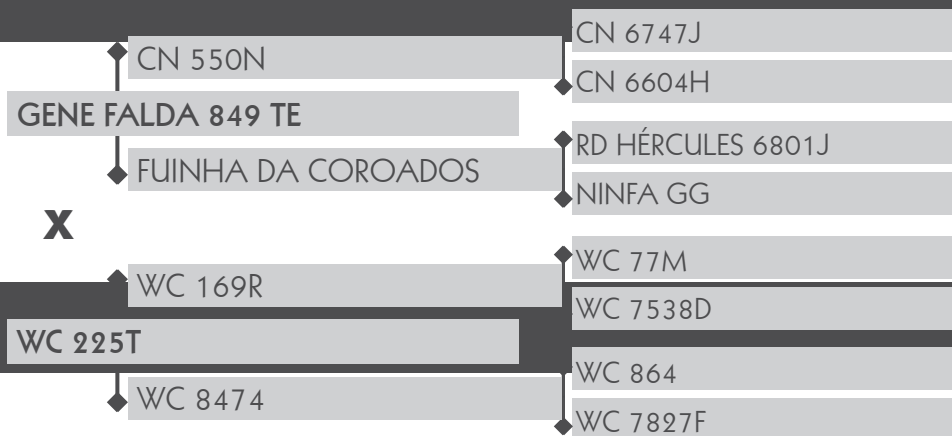 CN 6747J
CN 550N
CN 6604H
GENE FALDA 849 TE
RD HÉRCULES 6801J
FUINHA DA COROADOS
NINFA GG
X
WC 77M
WC 169R
WC 7538D
WC 225T
WC 864
WC 8474
WC 7827F